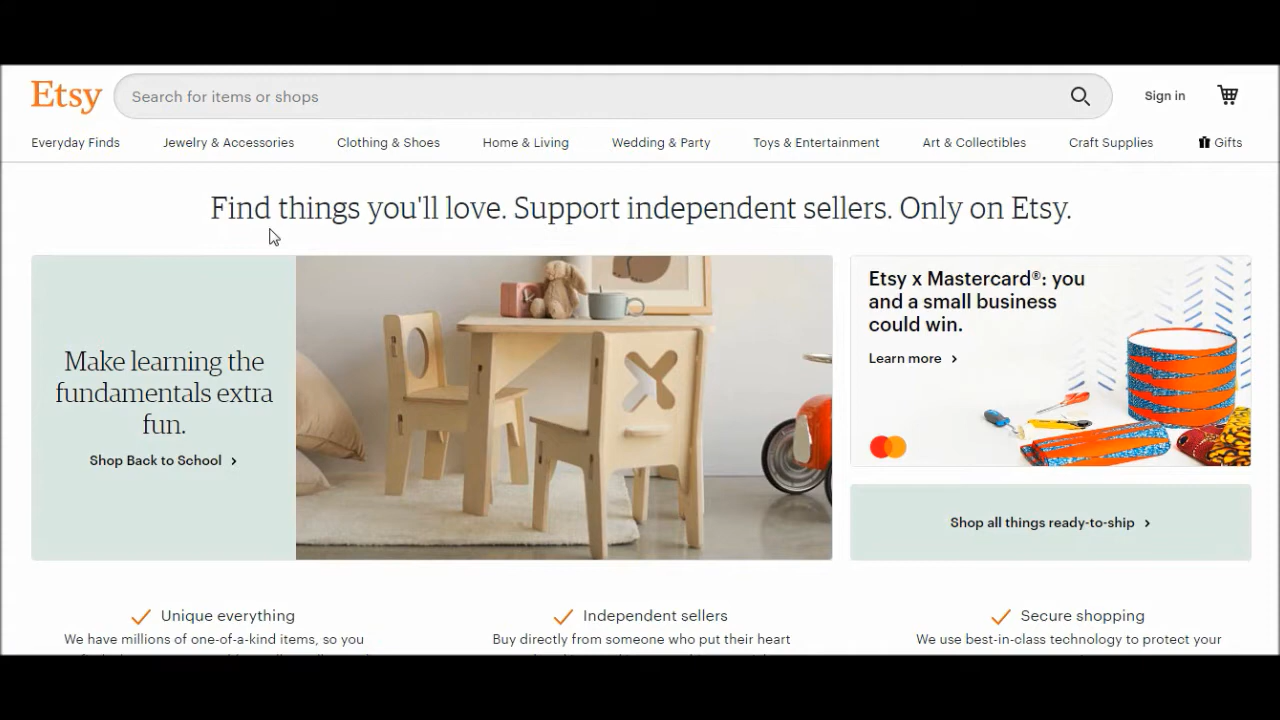 Etsy
Search for items or shops
Sign in
Everyday Finds
Jewelry & Accessories
Clothing & Shoes
Home & Living
Wedding & Party
Toys & Entertainment
Art & Collectibles
Craft Supplies
Gifts
Find things you'll love. Support independent sellers. Only on Etsy.
Make learning the
fundamentals extra
fun.
Shop Back to School
Etsy x Mastercard®: you
and a small business
could win.
Learn more
Shop all things ready-to-ship
Unique everything
We have millions of one-of-a-kind items, so you
Independent sellers
Buy directly from someone who put their heart
Secure shopping
We use best-in-class technology to protect your